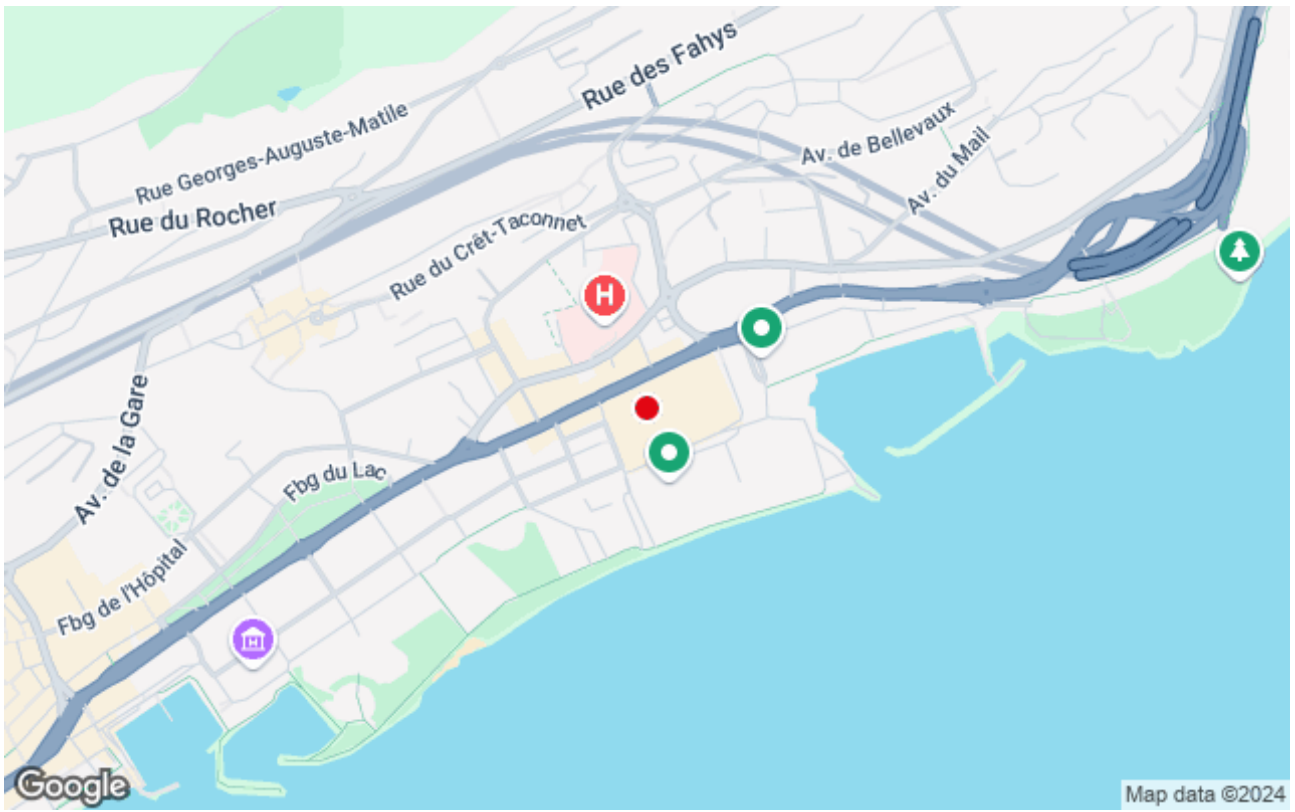 Rue des Fahys
Rue Georges-Auguste-Matile
Av. de Bellevaux
Av. du Mail
Rue du Rocher
Rue du Crêt-Taconnet
H
Av. de la Gare
Fbg du Lac
Fbg de l'Hôpital
Google
Map data ©2024